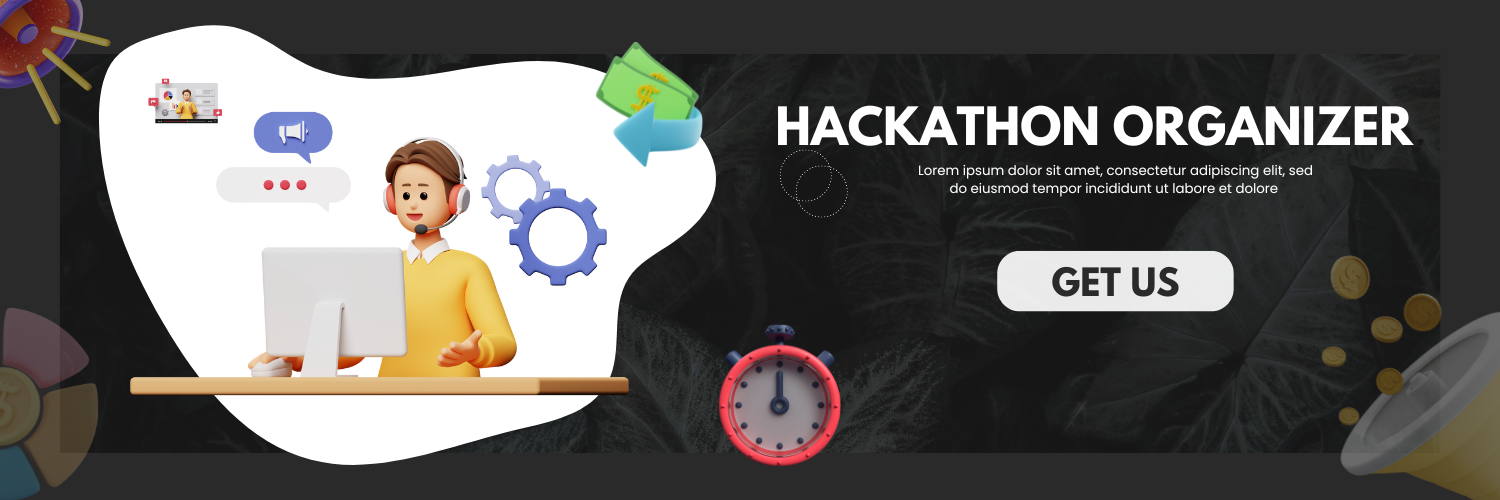 HACKATHON ORGANIZER
Lorem ipsum dolor sit amet, consectetur adipiscing elit, sed
do eiusmod tempor incididunt ut labore et dolore
GET US